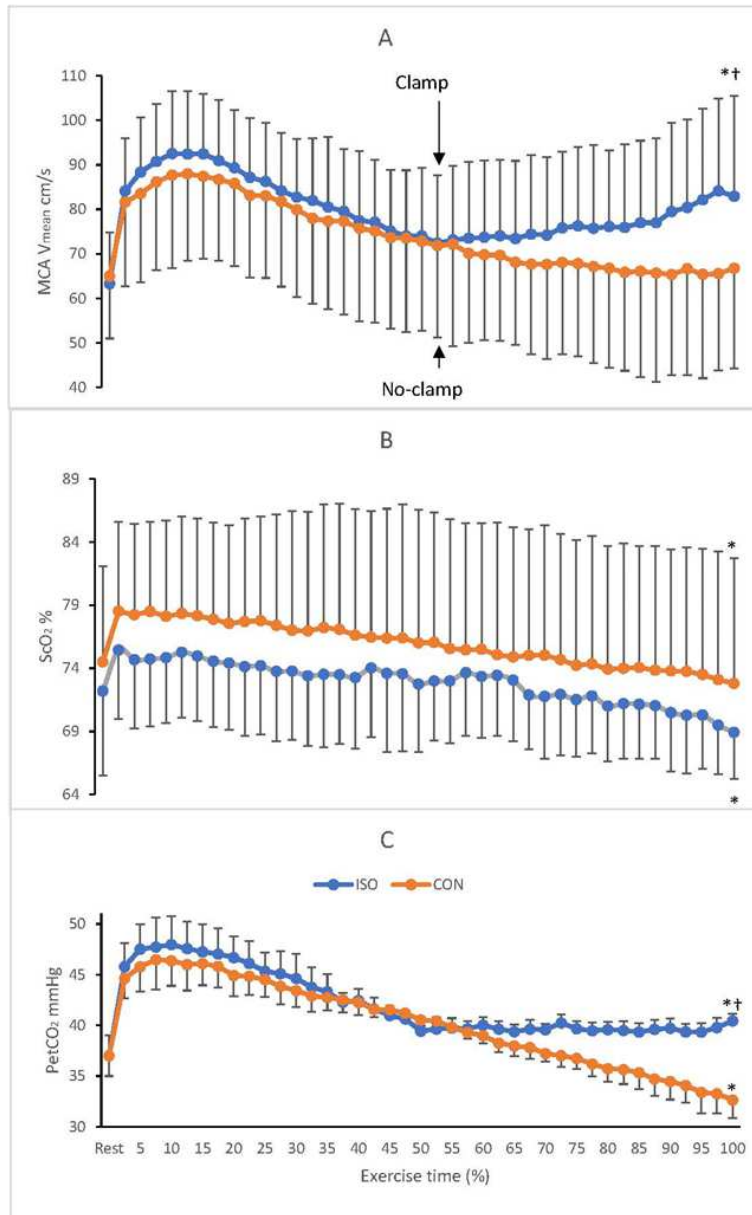 A
110
100
90
80
70
60
50
40
MCA Vmean cm/s
Clamp
No-clamp
*†
B
89
84
79
74
69
64
ScO₂ %
*
*
C
ISO CON
50
45
40
35
30
PetCO₂ mmHg
*†
*
Rest 5 10 15 20 25 30 35 40 45 50 55 60 65 70 75 80 85 90 95 100
Exercise time (%)